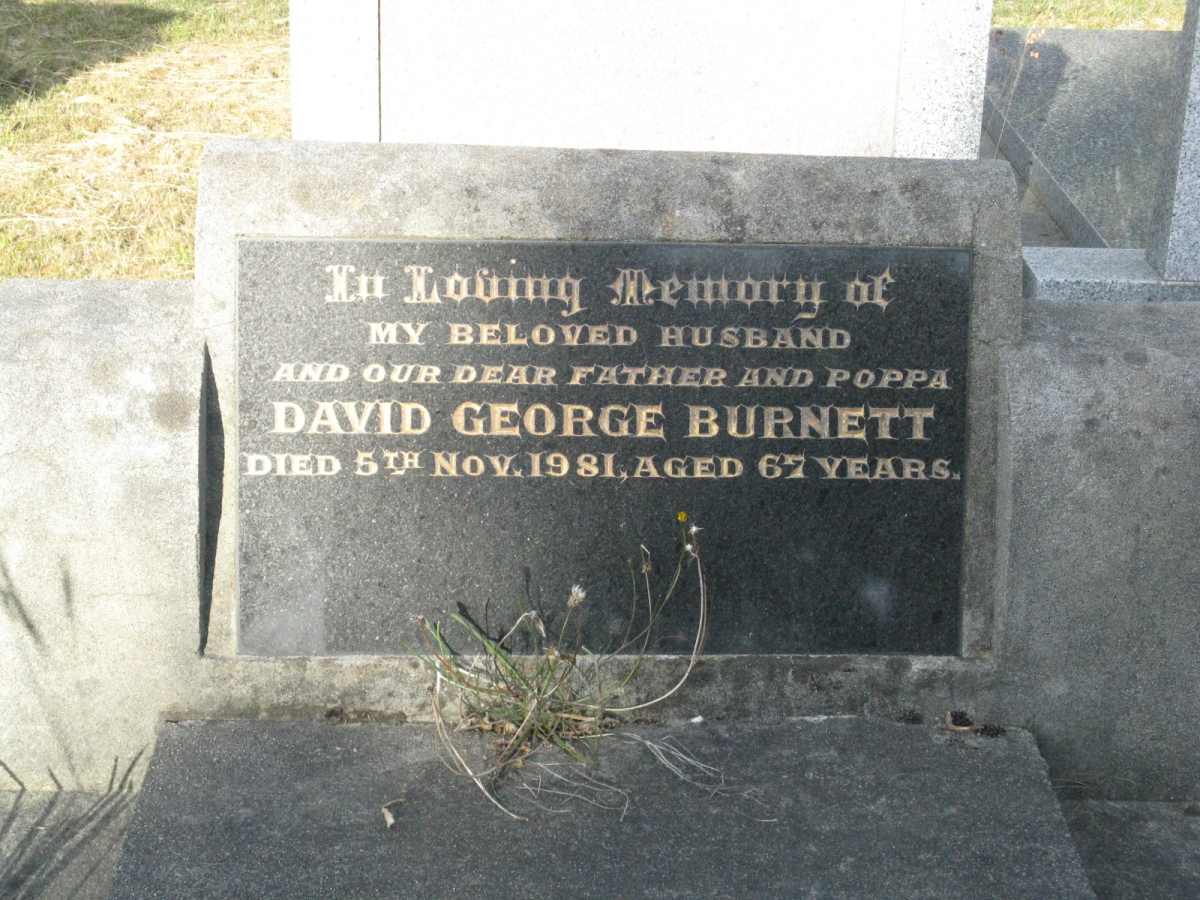 In Loving Memory of
MY BELOVED HUSBAND
AND OUR DEAR FATHER AND POPPA
DAVID GEORGE BURNETT
DIED 5TH NOV. 1981, AGED 67 YEARS.